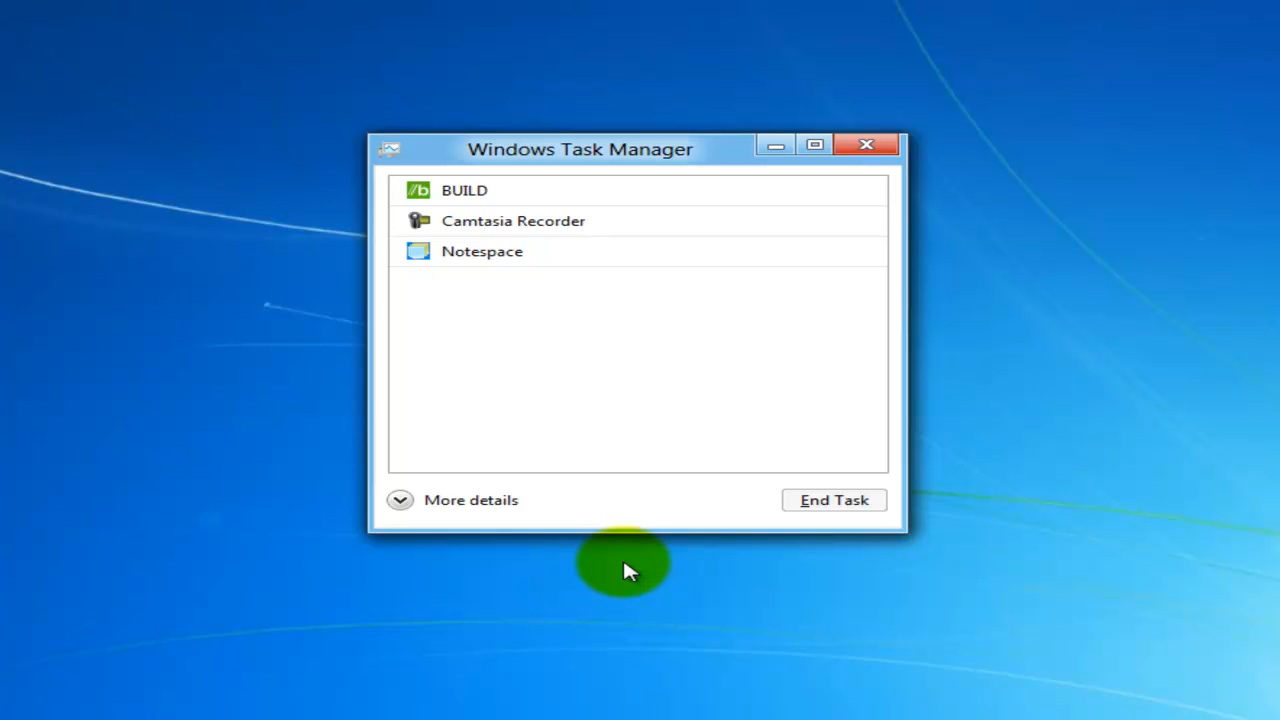 Windows Task Manager
//b BUILD
Camtasia Recorder
Notespace
More details
End Task